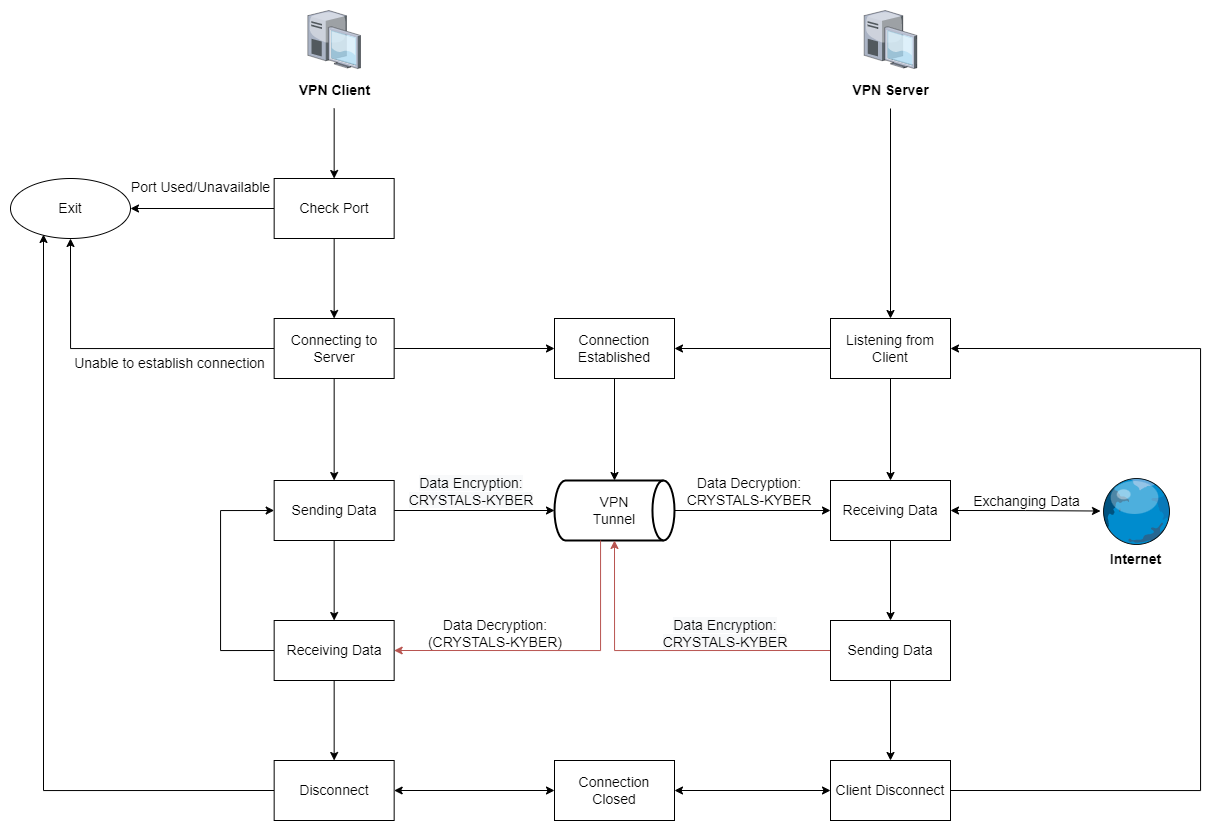 VPN Client
VPN Server
Port Used/Unavailable
Exit
Check Port
Connecting to
Server
Connection
Established
Listening from
Client
Unable to establish connection
Data Encryption:
CRYSTALS-KYBER
Data Decryption:
CRYSTALS-KYBER
Sending Data
VPN
Tunnel
Receiving Data
Exchanging Data
Internet
Data Decryption:
(CRYSTALS-KYBER)
Data Encryption:
CRYSTALS-KYBER
Receiving Data
Sending Data
Disconnect
Connection
Closed
Client Disconnect